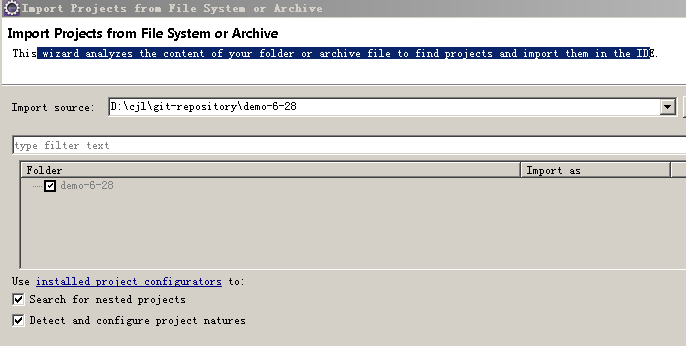 Import Projects from File System or Archive
Import Projects from File System or Archive
This wizard analyzes the content of your folder or archive file to find projects and import them in the IDE.
Import source: D:\cjl\git-repository\demo-6-28
type filter text
Folder Import as
demo-6-28
Use installed project configurators to:
Search for nested projects
Detect and configure project natures